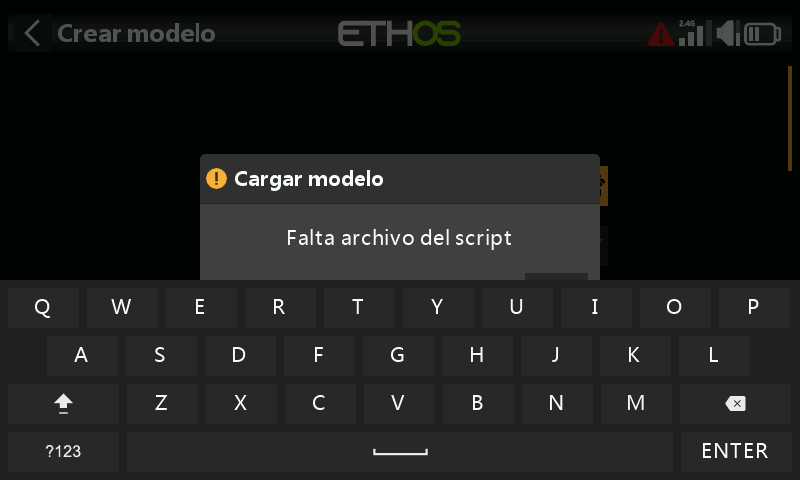 Crear modelo
ETHOS
2.4G
Cargar modelo
Falta archivo del script
Q W E R T Y U I O P
A S D F G H J K L
Z X C V B N M
?123
ENTER